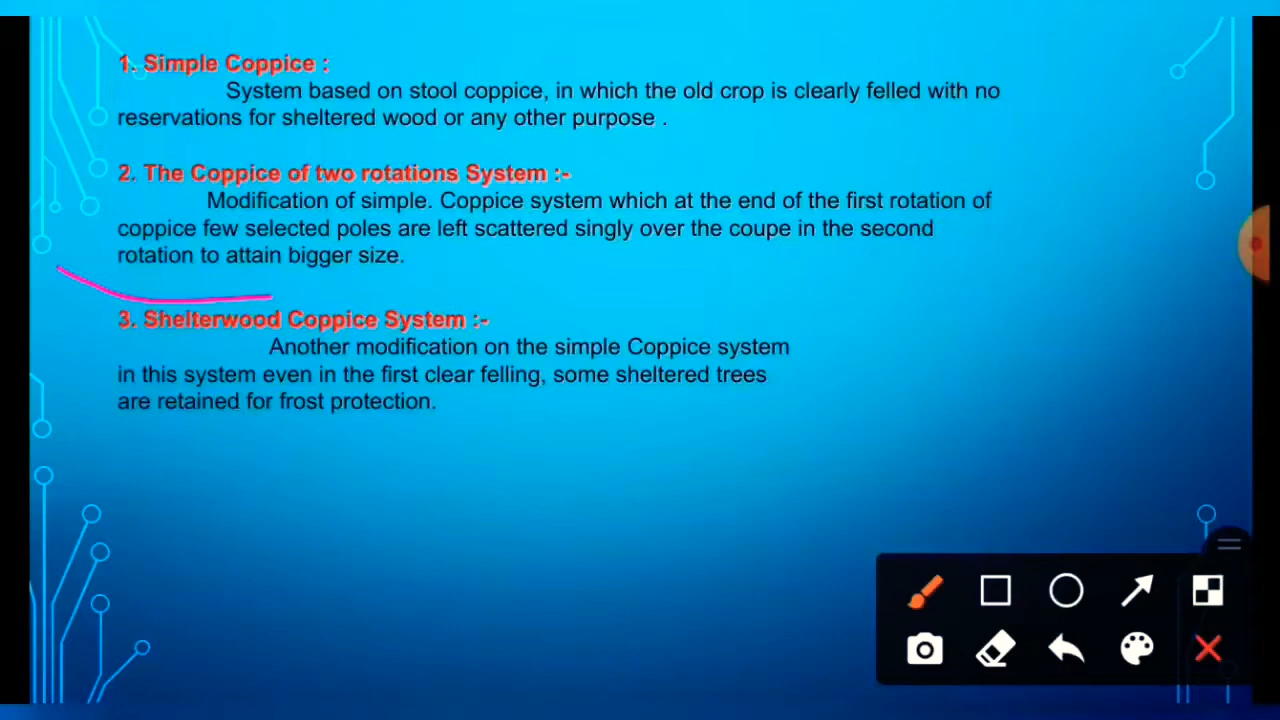 1. Simple Coppice :
System based on stool coppice, in which the old crop is clearly felled with no
reservations for sheltered wood or any other purpose .
2. The Coppice of two rotations System :-
Modification of simple. Coppice system which at the end of the first rotation of
coppice few selected poles are left scattered singly over the coupe in the second
rotation to attain bigger size.
3. Shelterwood Coppice System :-
Another modification on the simple Coppice system
in this system even in the first clear felling, some sheltered trees
are retained for frost protection.